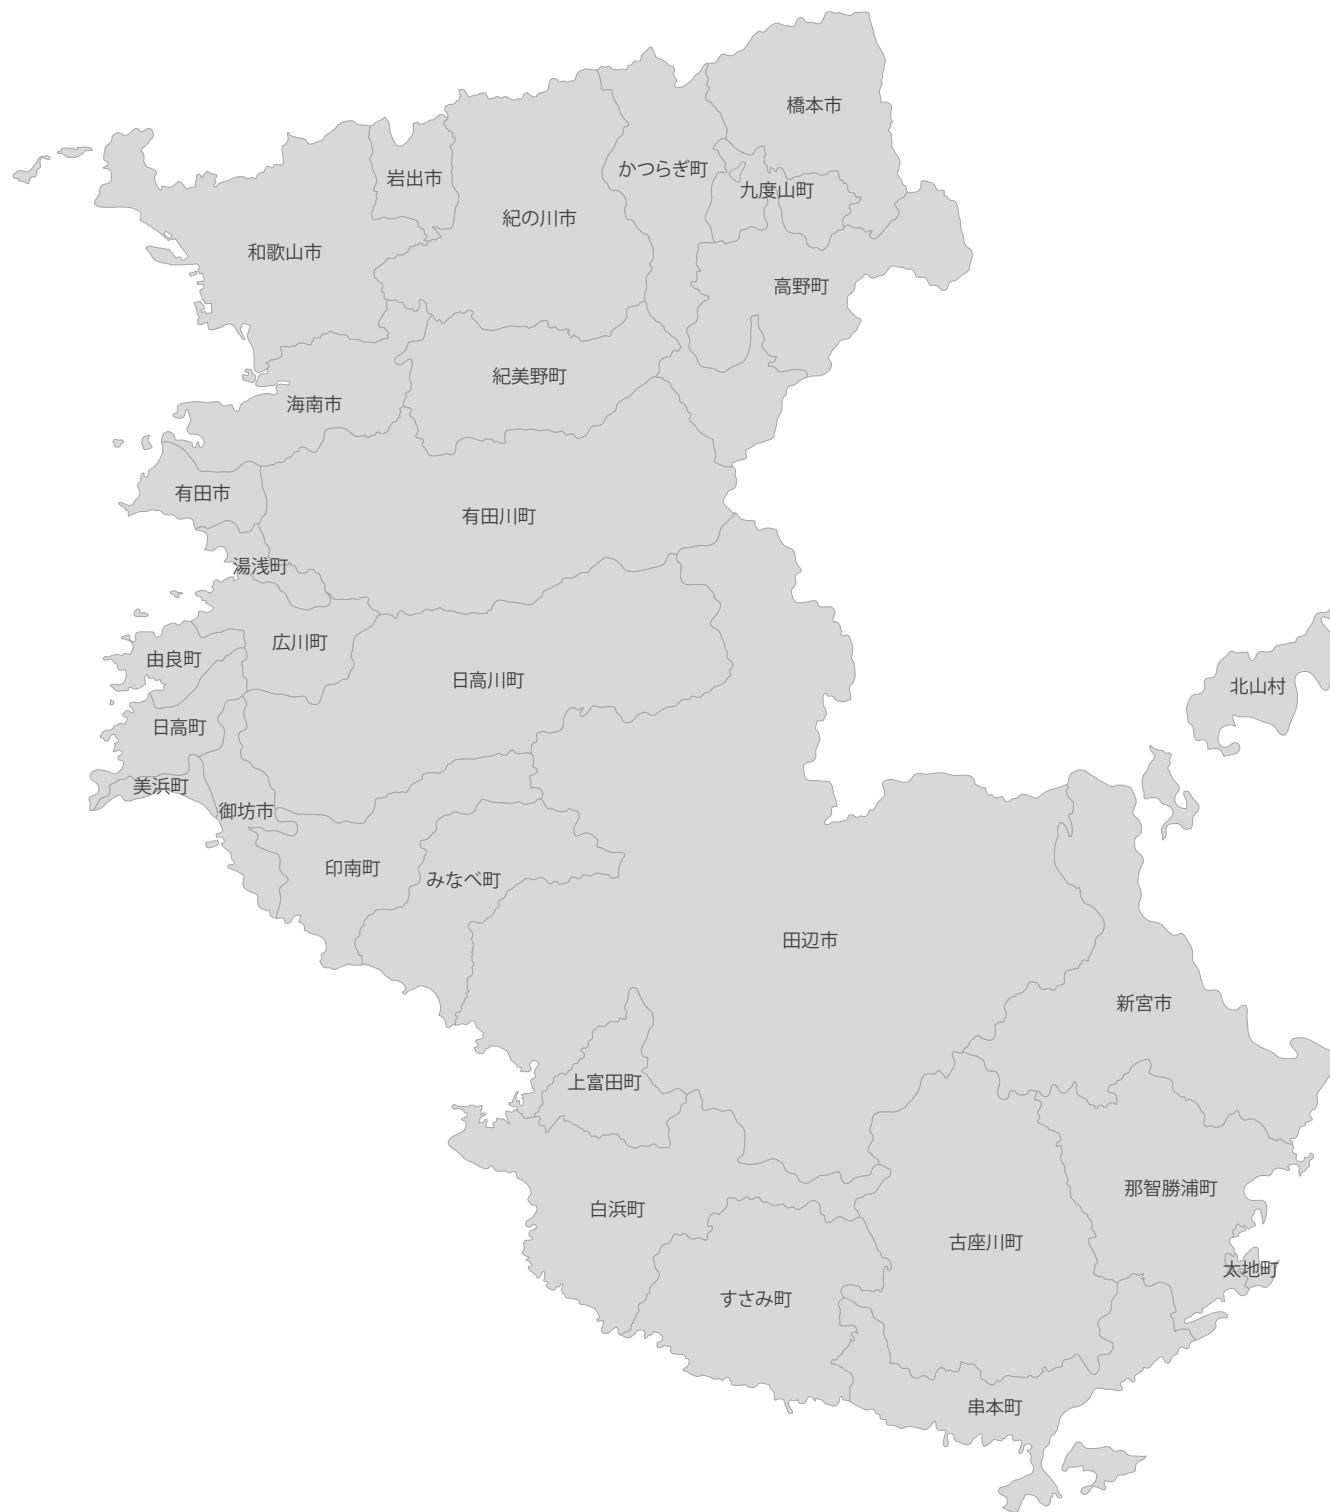 橋本市
かつらぎ町
岩出市
九度山町
紀の川市
和歌山市
高野町
紀美野町
海南市
有田市
有田川町
湯浅町
広川町
由良町
日高川町
北山村
日高町
美浜町
御坊市
印南町
みなべ町
田辺市
新宮市
上富田町
那智勝浦町
白浜町
古座川町
太地町
すさみ町
串本町